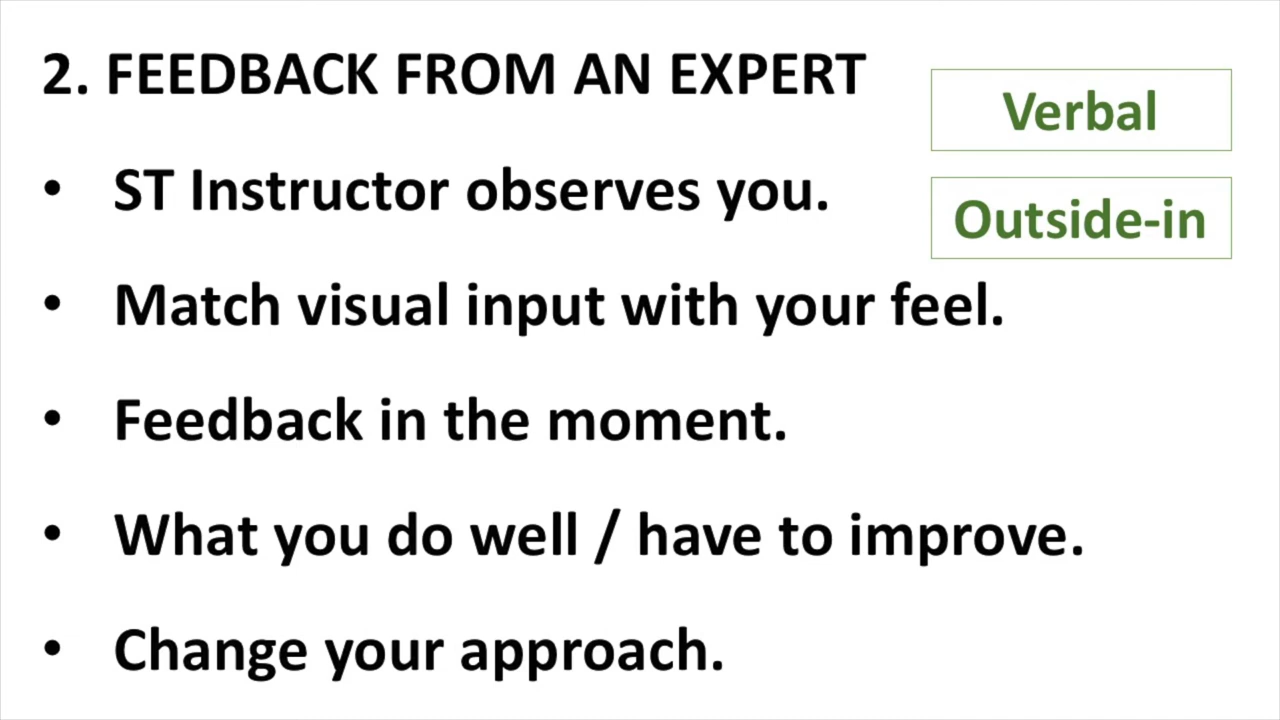 2. FEEDBACK FROM AN EXPERT
Verbal
Outside-in
• ST Instructor observes you.
• Match visual input with your feel.
• Feedback in the moment.
• What you do well / have to improve.
• Change your approach.